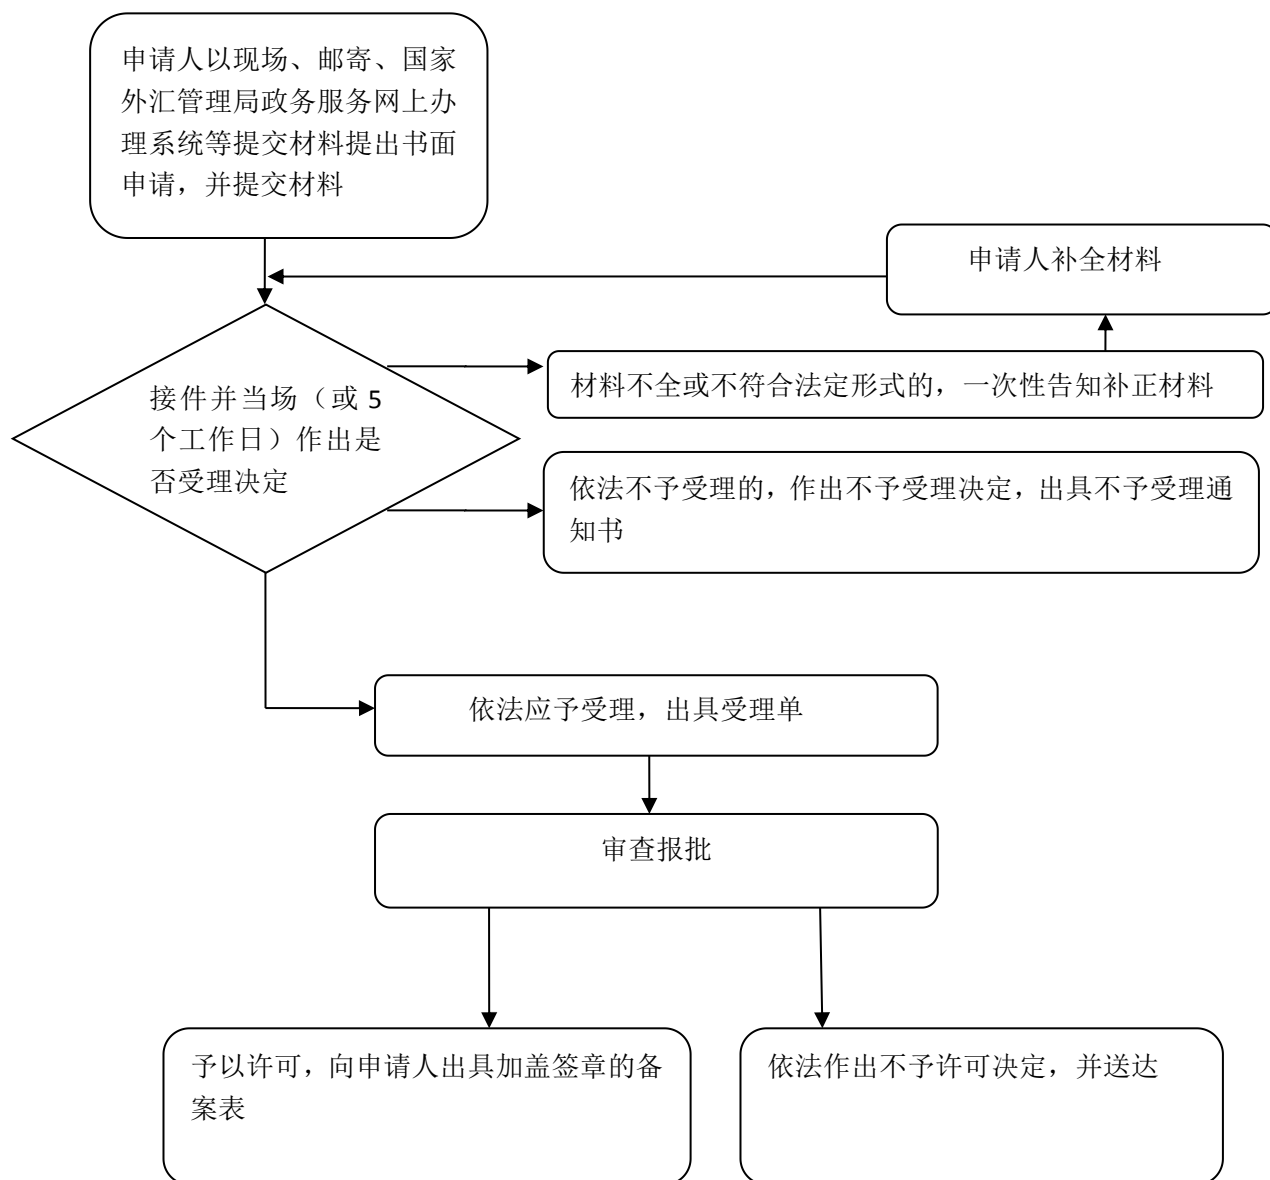 申请人以现场、邮寄、国家
外汇管理局政务服务网上办
理系统等提交材料提出书面
申请，并提交材料
申请人补全材料
材料不全或不符合法定形式的，一次性告知补正材料
接件并当场（或 5
个工作日）作出是
否受理决定
依法不予受理的，作出不予受理决定，出具不予受理通
知书
依法应予受理，出具受理单
审查报批
予以许可，向申请人出具加盖签章的备
案表
依法作出不予许可决定，并送达